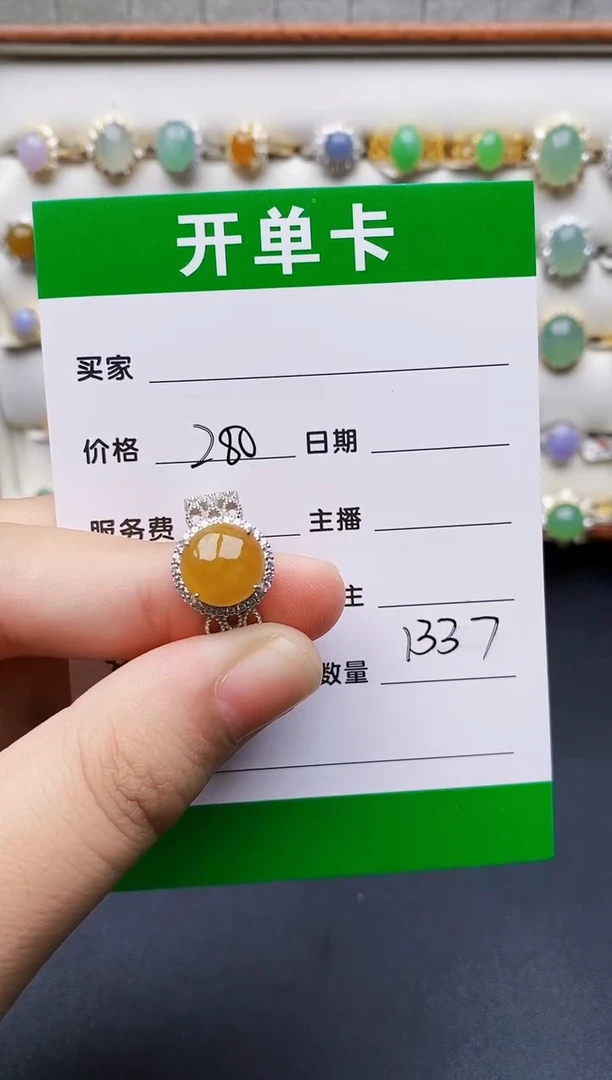 开单卡
买家
价格 280 日期
服务费 主播
主
数量 1337